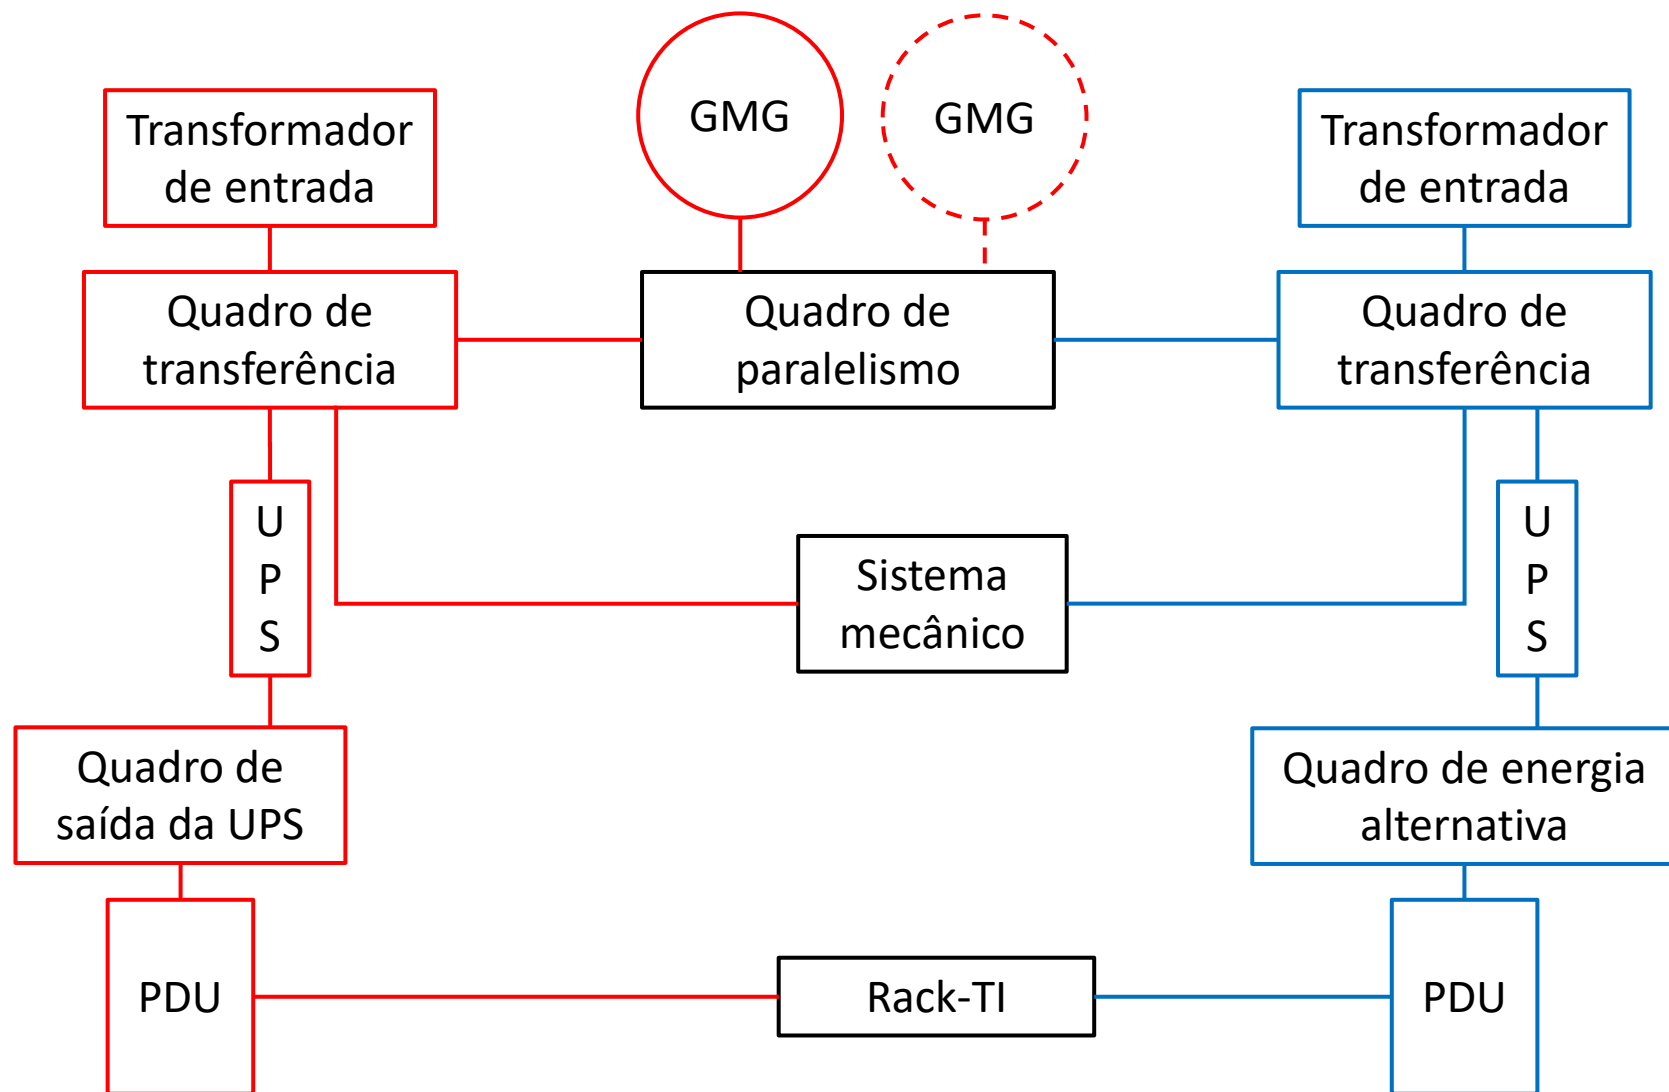 GMG
GMG
Transformador
de entrada
Transformador
de entrada
Quadro de
transferência
Quadro de
paralelismo
Quadro de
transferência
U
P
S
Sistema
mecânico
U
P
S
Quadro de
saída da UPS
Quadro de energia
alternativa
PDU
Rack-TI
PDU